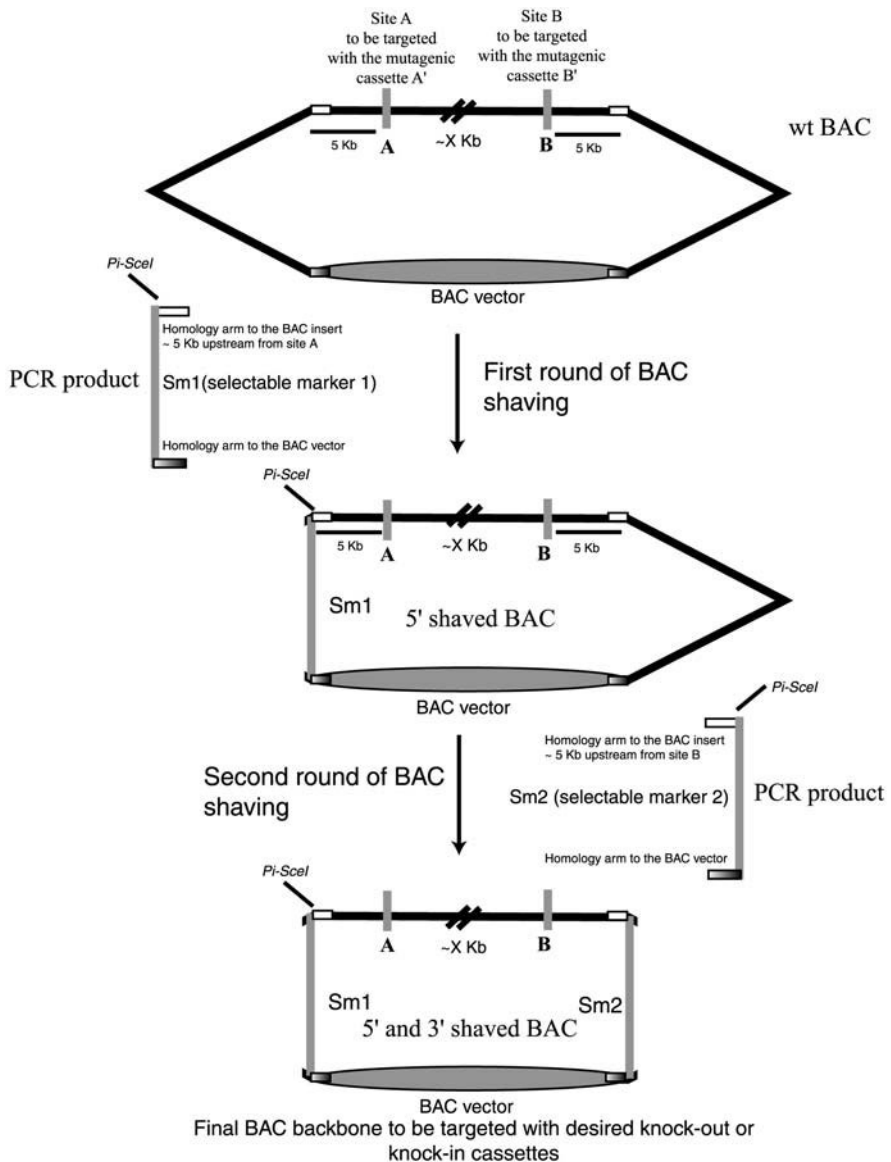 Site A
to be targeted
with the mutagenic
cassette A'
Site B
to be targeted
with the mutagenic
cassette B'
wt BAC
5 Kb
A
~X Kb
B
5 Kb
BAC vector
Pi-SceI
Homology arm to the BAC insert
~ 5 Kb upstream from site A
PCR product
Sm1(selectable marker 1)
Homology arm to the BAC vector
First round of BAC
shaving
Pi-SceI
5 Kb
A
~X Kb
B
5 Kb
Sm1
5' shaved BAC
BAC vector
Pi-SceI
Homology arm to the BAC insert
~ 5 Kb upstream from site B
Sm2 (selectable marker 2)
PCR product
Homology arm to the BAC vector
Second round of BAC
shaving
Pi-SceI
A
~X Kb
B
Sm1
Sm2
5' and 3' shaved BAC
BAC vector
Final BAC backbone to be targeted with desired knock-out or
knock-in cassettes